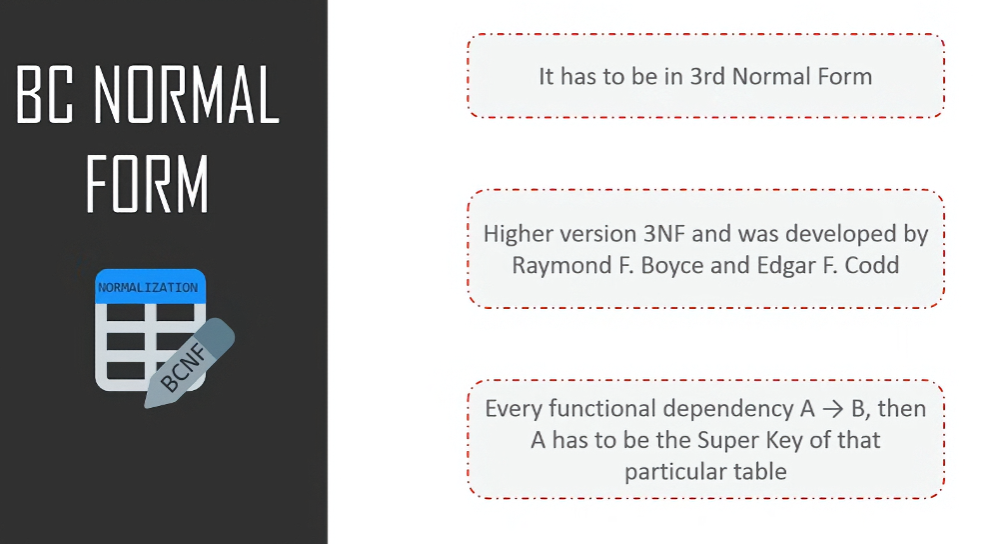 BC NORMAL
FORM
NORMALIZATION
BCNF
It has to be in 3rd Normal Form
Higher version 3NF and was developed by
Raymond F. Boyce and Edgar F. Codd
Every functional dependency A → B, then
A has to be the Super Key of that
particular table